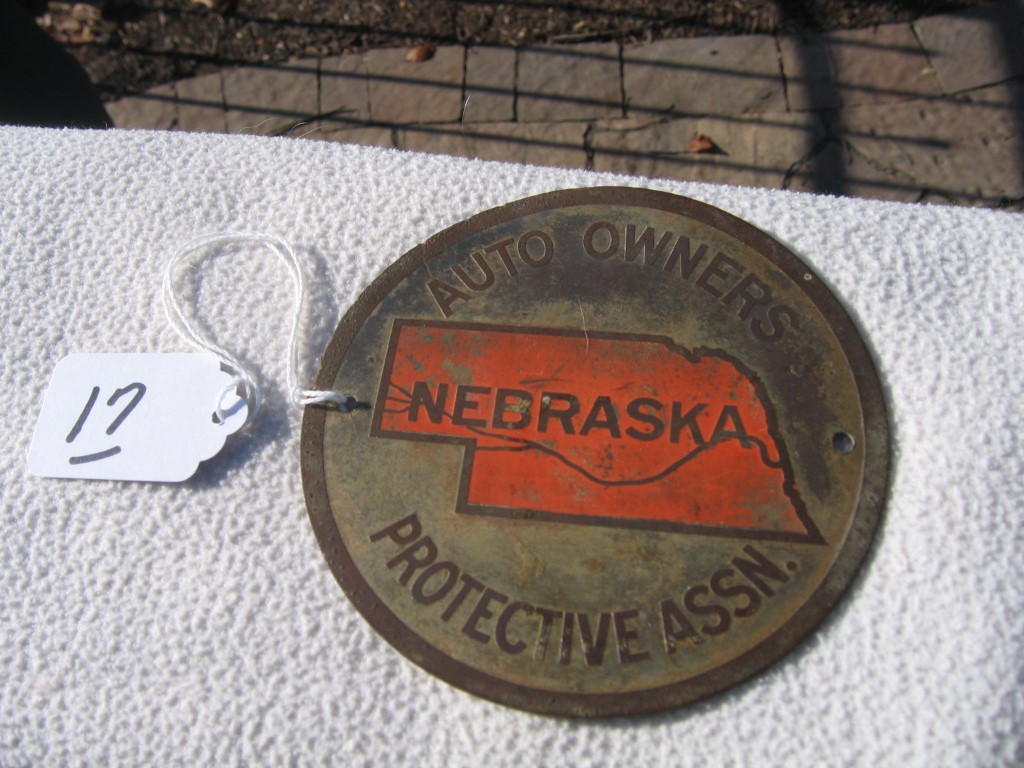 AUTO OWNERS
NEBRASKA
PROTECTIVE ASSN.
17